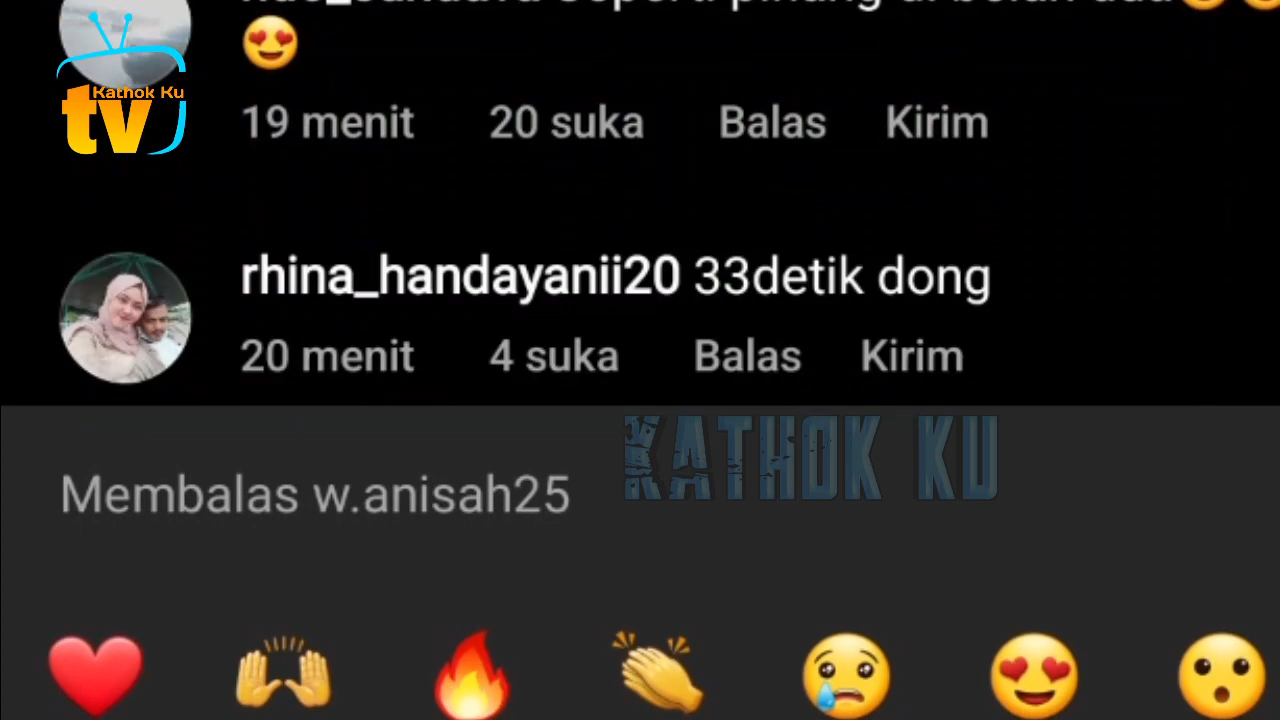 19 menit 20 suka Balas Kirim
Kathok Ku
tv
rhina_handayanii20 33detik dong
20 menit 4 suka Balas Kirim
KATHOK KU
Membalas w.anisah25